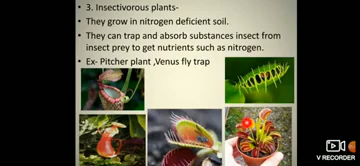 • 3. Insectivorous plants-
• They grow in nitrogen deficient soil.
• They can trap and absorb substances insect from
insect prey to get nutrients such as nitrogen.
• Ex- Pitcher plant ,Venus fly trap
V RECORDER